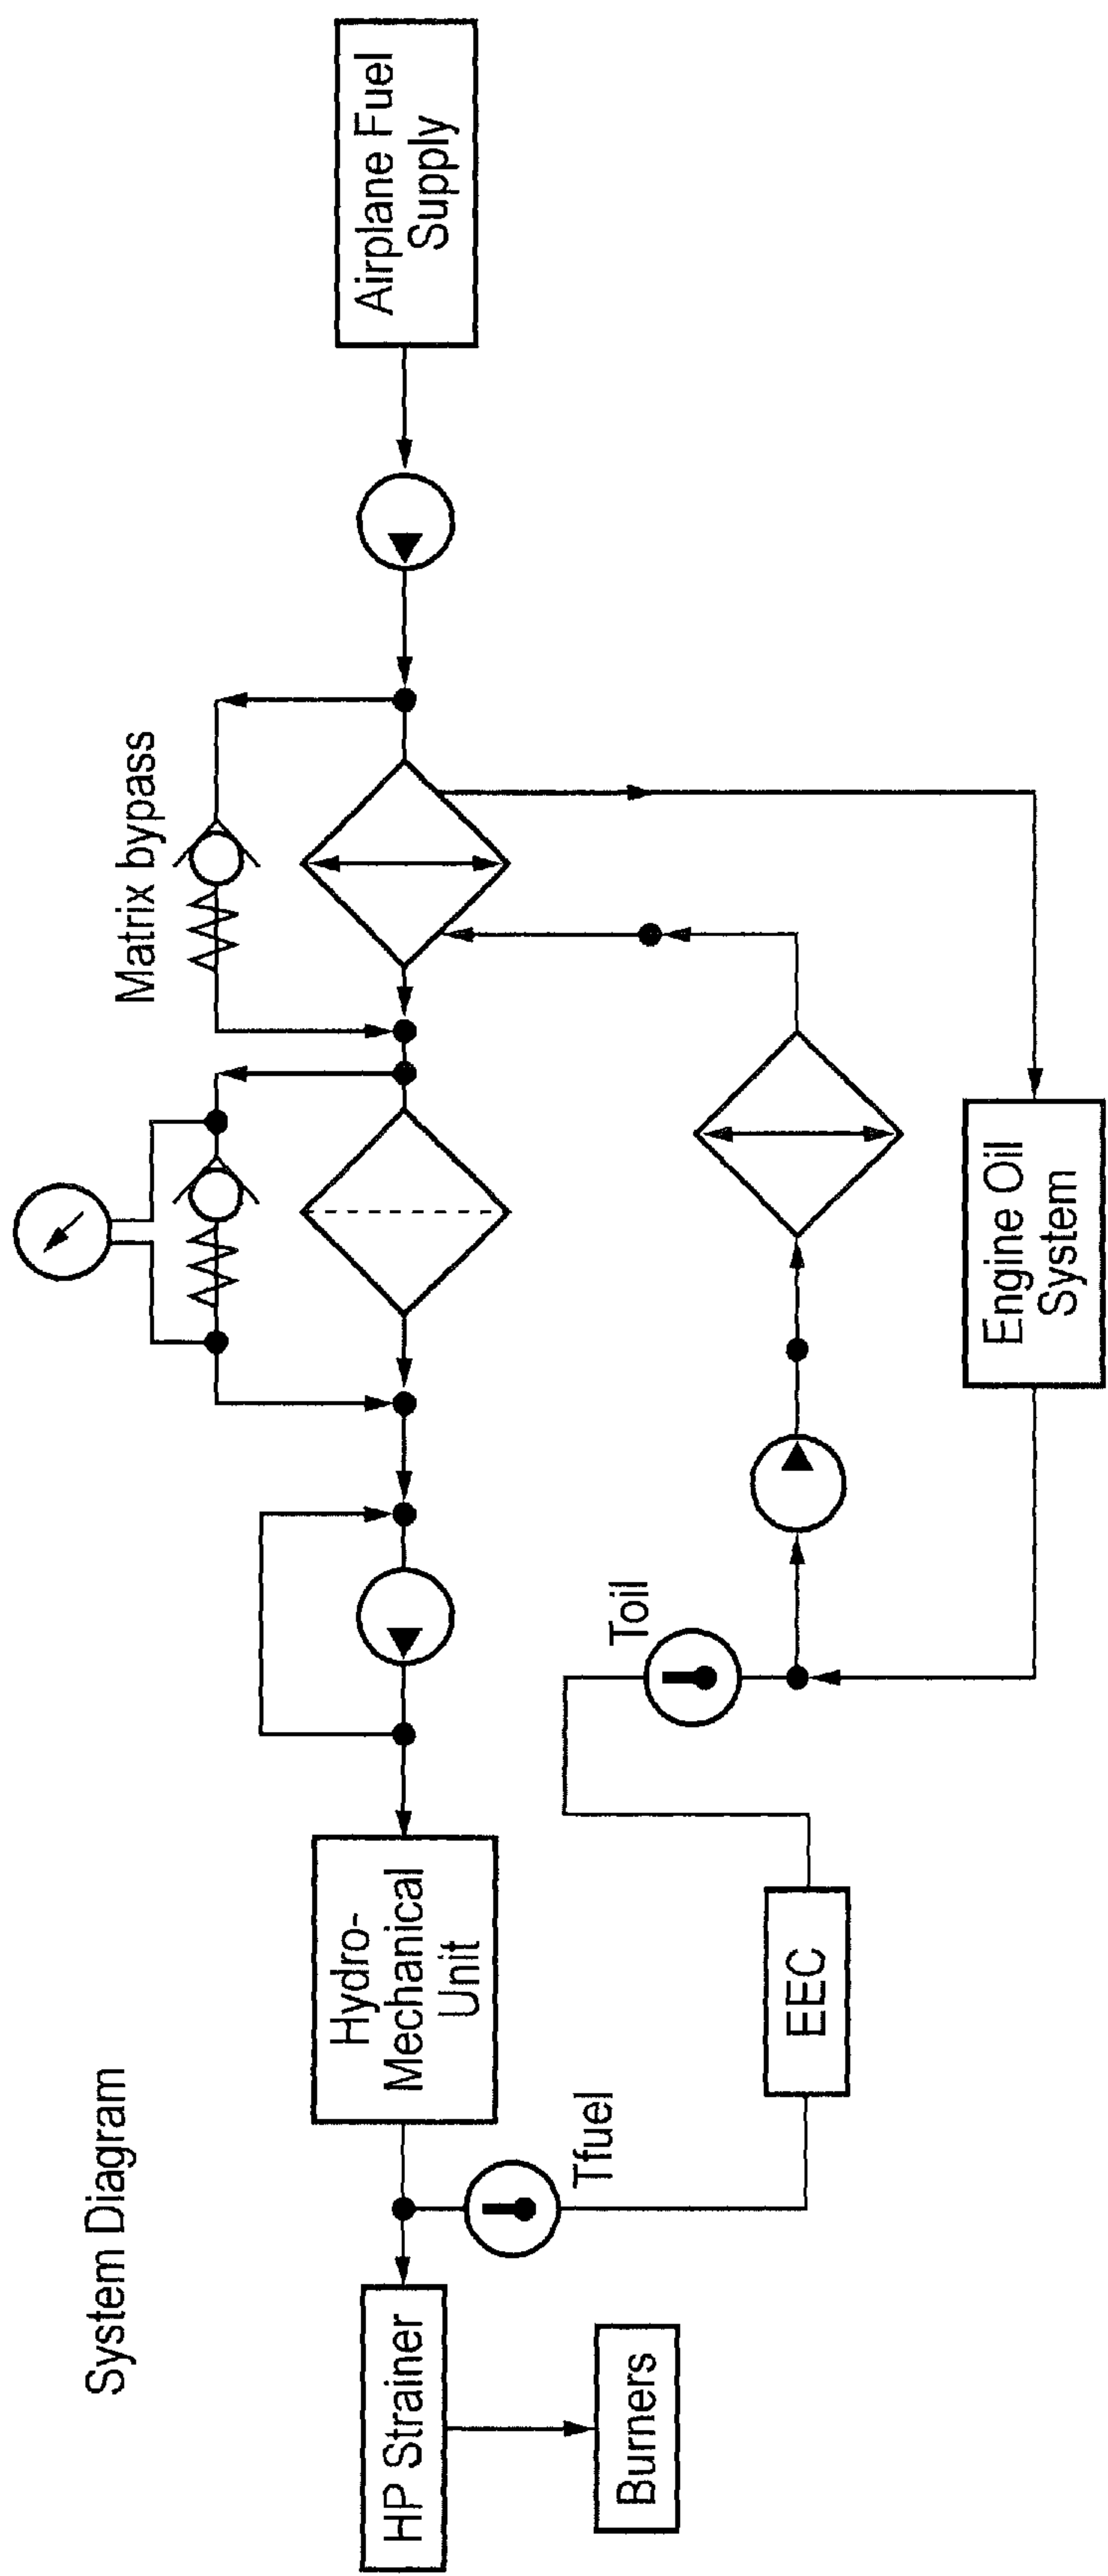 System Diagram
Matrix bypass
HP Strainer
Hydro-
Mechanical
Unit
Airplane Fuel
Supply
Tfuel
Toil
Burners
EEC
Engine Oil
System